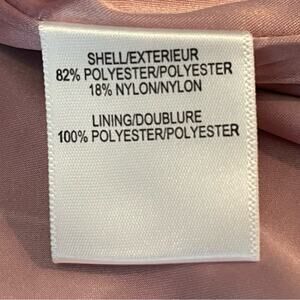 SHELL/EXTERIEUR
82% POLYESTER/POLYESTER
18% NYLON/NYLON
LINING/DOUBLURE
100% POLYESTER/POLYESTER